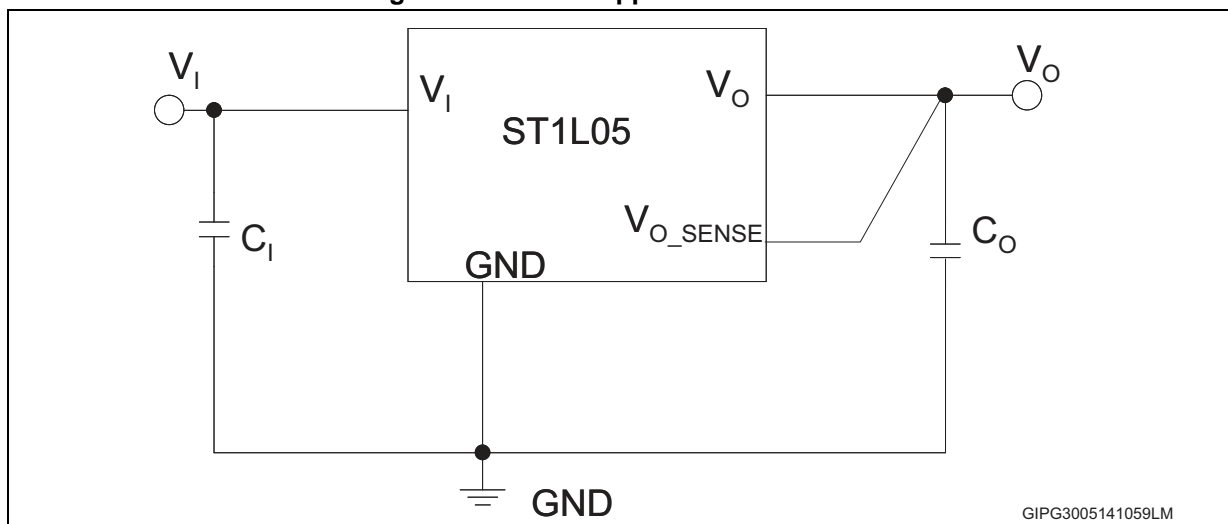 V_I
V_I
ST1L05
V_O
V_O
V_O_SENSE
C_I
C_O
GND
GND
GIPG3005141059LM